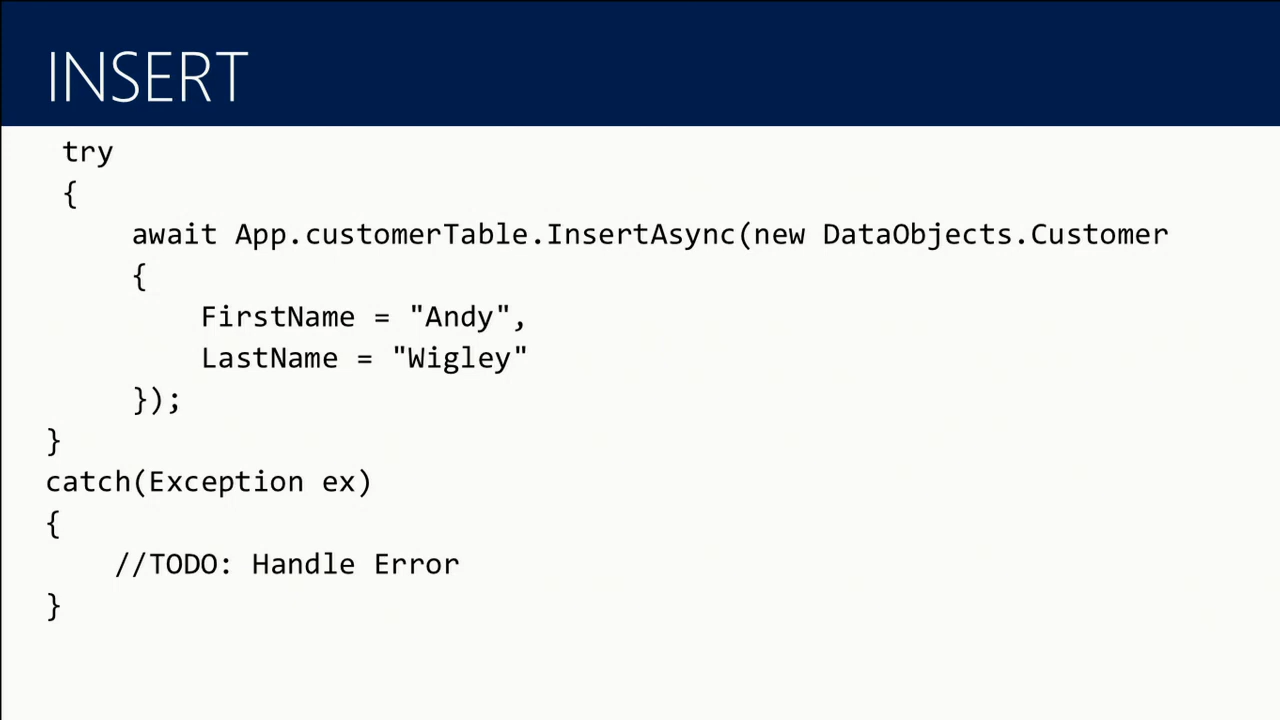 INSERT
try
{
await App.customerTable.InsertAsync(new DataObjects.Customer
{
FirstName = "Andy",
LastName = "Wigley"
});
}
catch(Exception ex)
{
//TODO: Handle Error
}